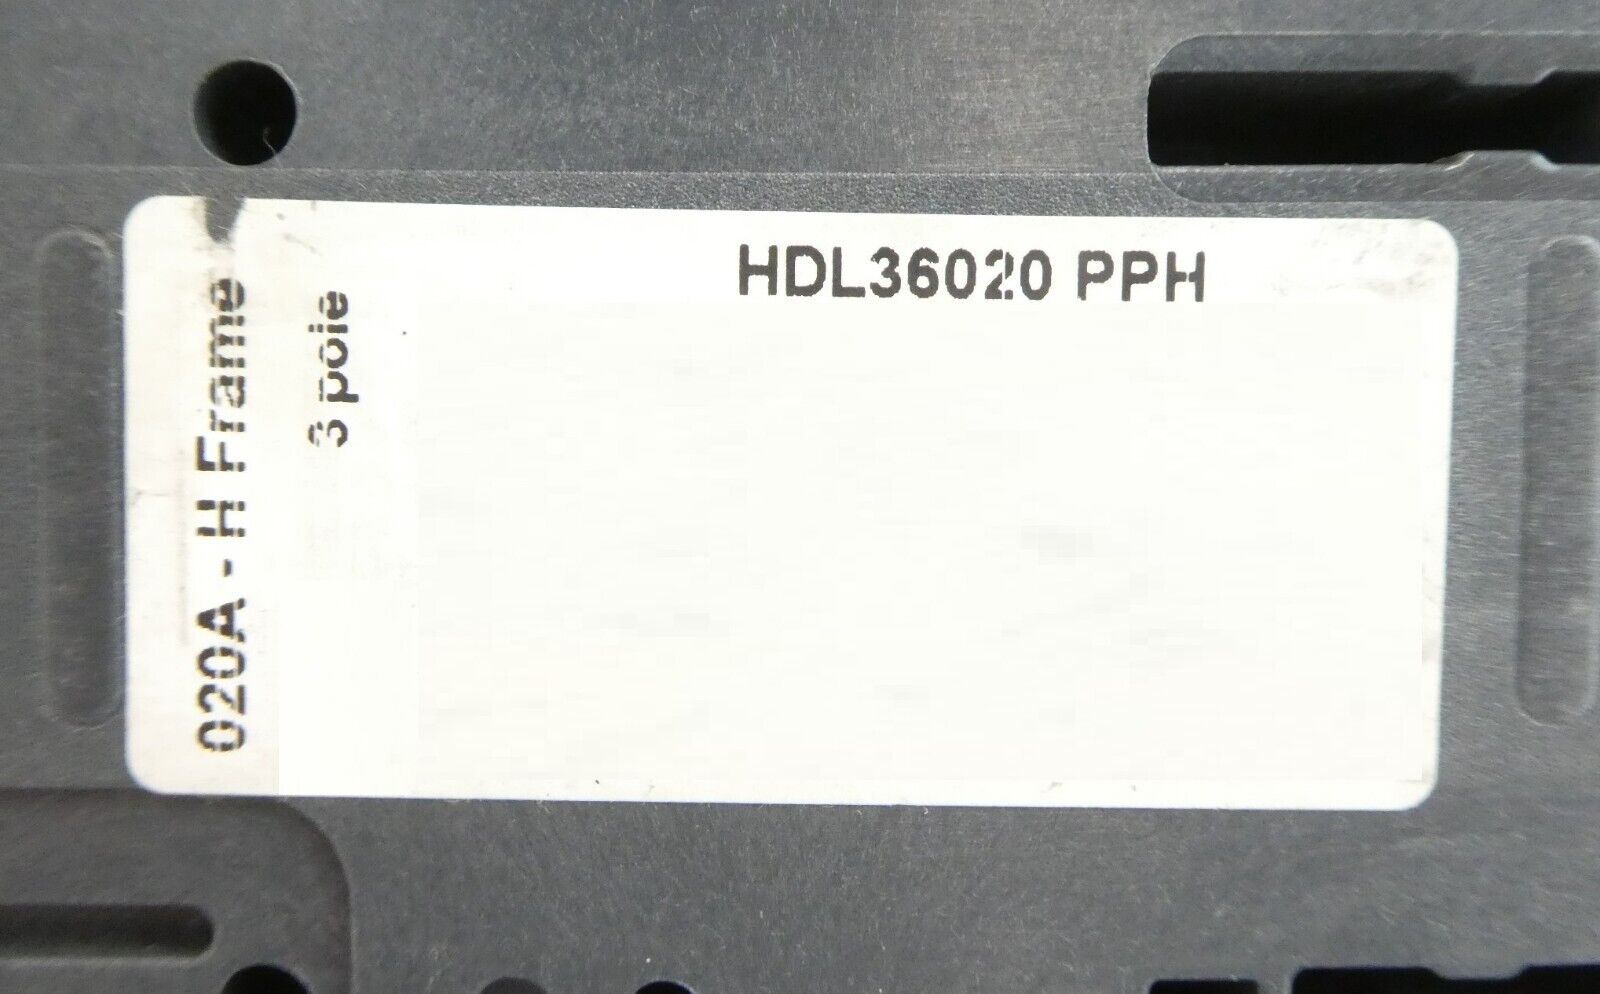 HDL36020 PPH
020A - H Frame
3 pole